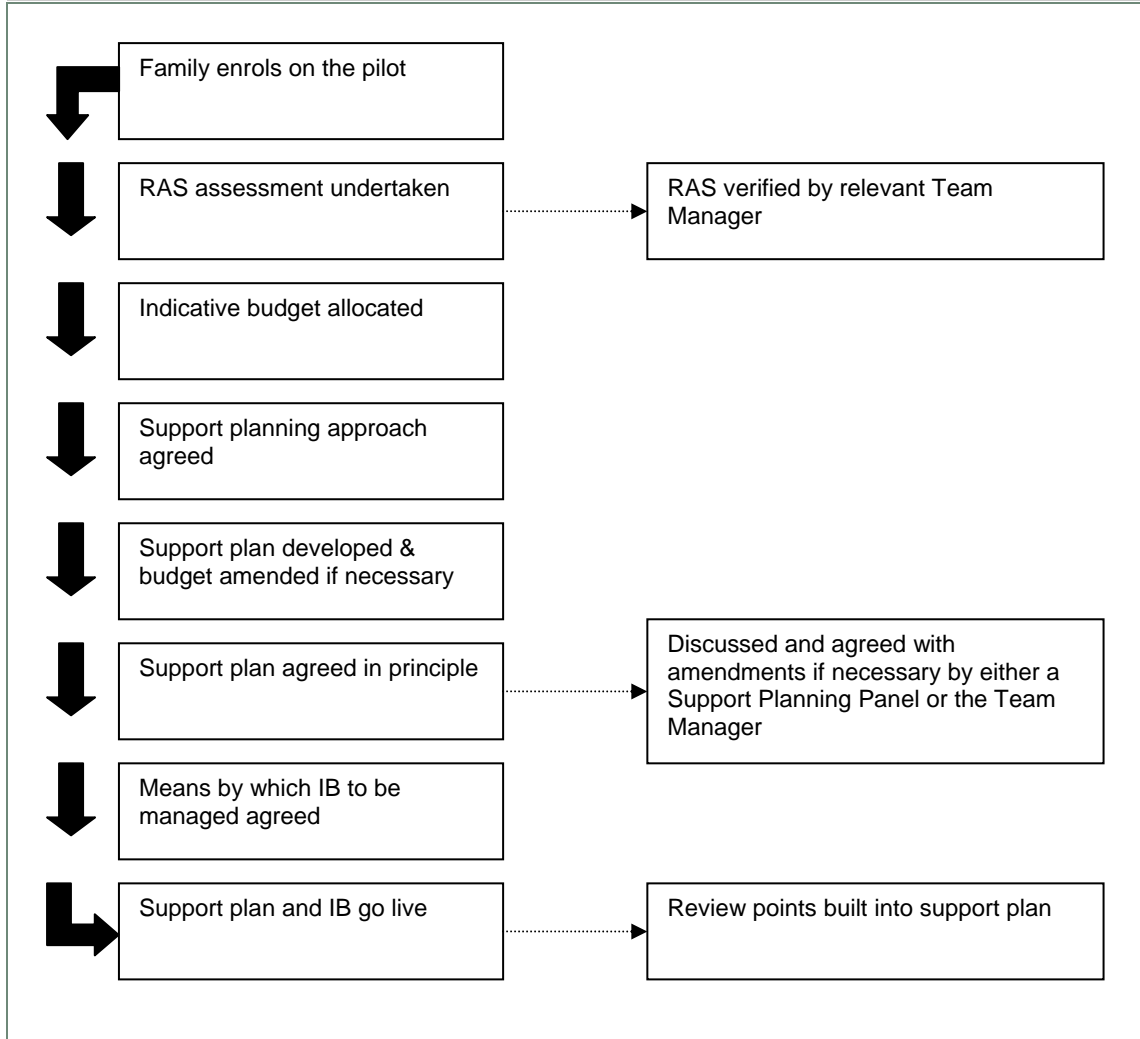 Family enrols on the pilot
RAS assessment undertaken
RAS verified by relevant Team
Manager
Indicative budget allocated
Support planning approach
agreed
Support plan developed &
budget amended if necessary
Support plan agreed in principle
Discussed and agreed with
amendments if necessary by either a
Support Planning Panel or the Team
Manager
Means by which IB to be
managed agreed
Support plan and IB go live
Review points built into support plan